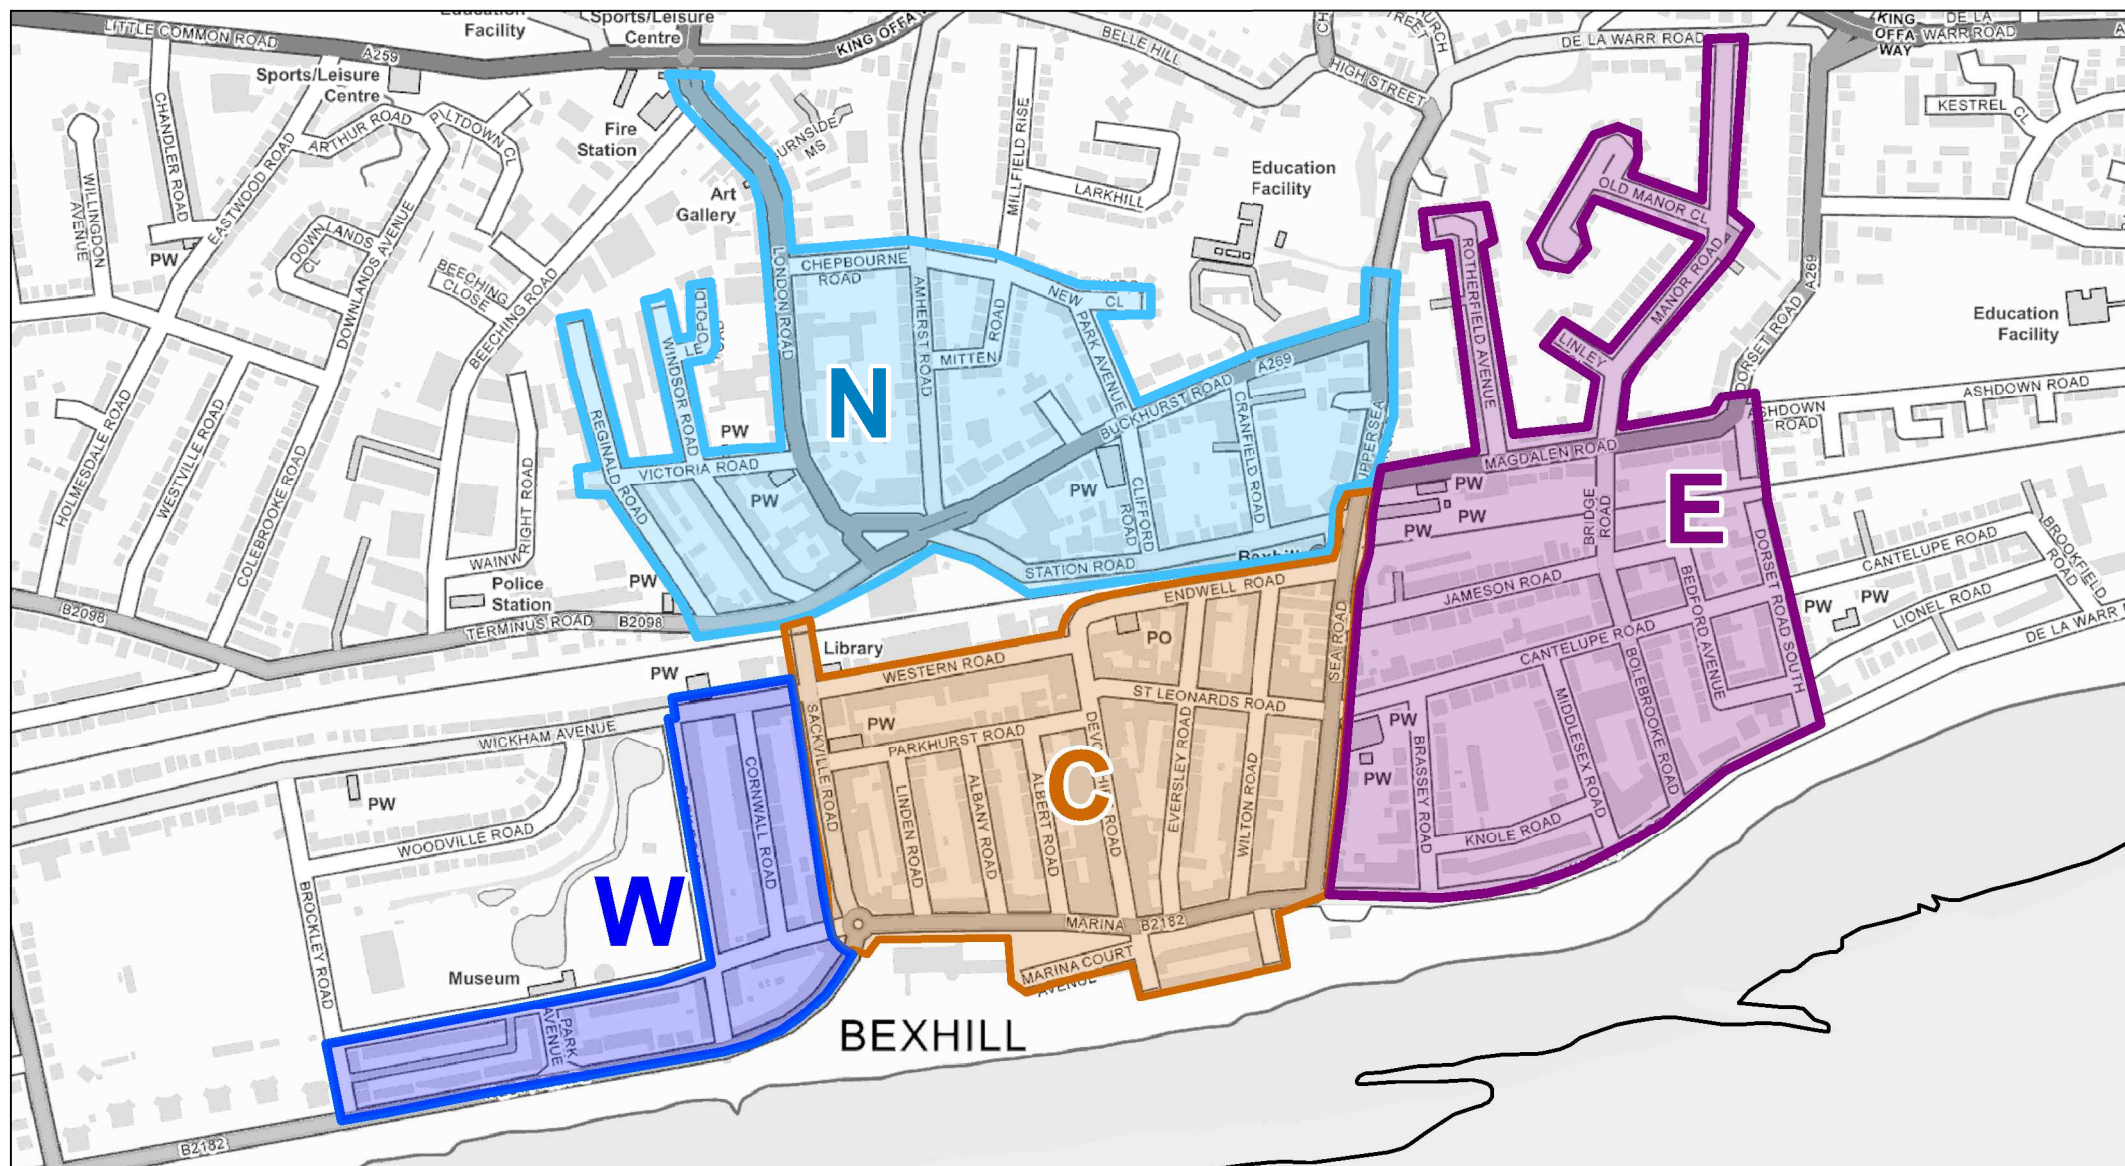 Education
Facility
Sports/Leisure
Centre
LITTLE COMMON ROAD
A259
KING OFFA
BELLE HILL
HIGH STREET
DE LA WARR ROAD
KING
OFFA
WAY
DE LA
WARR ROAD
Sports/Leisure
Centre
CHANDLER ROAD
ARTHUR ROAD
PILTDOWN CL
Fire
Station
BURNSIDE
MS
MILLFIELD RISE
LARKHILL
Education
Facility
KESTREL
CL
WILLINGDON
AVENUE
EASTWOOD ROAD
PW
DOWNLANDS
CL
DOWNLANDS AVENUE
BEECHING
CLOSE
BEECHING ROAD
Art
Gallery
LONDON ROAD
CHEPBOURNE
ROAD
AMHERST ROAD
MITTEN
ROAD
NEW
PARK AVENUE
CL
OLD MANOR CL
ROTHERFIELD AVENUE
MANOR ROAD
LINLEY
A269
DORSET ROAD
Education
Facility
LEOPOLD
ROAD
WINDSOR ROAD
REGINALD ROAD
N
PW
VICTORIA ROAD
PW
BUCKHURST ROAD
A269
CRANFIELD ROAD
CLIFFORD
ROAD
PW
UPPER SEA
MAGDALEN ROAD
ASHDOWN
ROAD
ASHDOWN ROAD
HOLMESDALE ROAD
WESTVILLE ROAD
COLEBROOKE ROAD
RIGHT ROAD
WAINW
PW
PW
PW
BRIDGE
ROAD
E
Police
Station
PW
STATION ROAD
Bexhill
ENDWELL ROAD
JAMESON ROAD
BEDFORD AVENUE
DORSET ROAD SOUTH
CANTELUPE ROAD
BROOKFIELD
ROAD
B2098
TERMINUS ROAD
B2098
Library
PW
WESTERN ROAD
PO
SEA ROAD
CANTELUPE ROAD
PW
PW
LIONEL ROAD
DE LA WARR
WICKHAM AVENUE
SACKVILLE ROAD
PW
PARKHURST ROAD
ST LEONARDS ROAD
PW
PW
BRASSEY ROAD
MIDDLESEX ROAD
BOLEBROOKE ROAD
PW
WOODVILLE ROAD
CORNWALL ROAD
LINDEN ROAD
ALBANY ROAD
ALBERT ROAD
DEVONSHIRE ROAD
C
EVERSLEY ROAD
WILTON ROAD
KNOLE ROAD
W
BROCKLEY ROAD
MARINA
B2182
MARINA COURT
AVENUE
Museum
PARK
AVENUE
BEXHILL
B2182